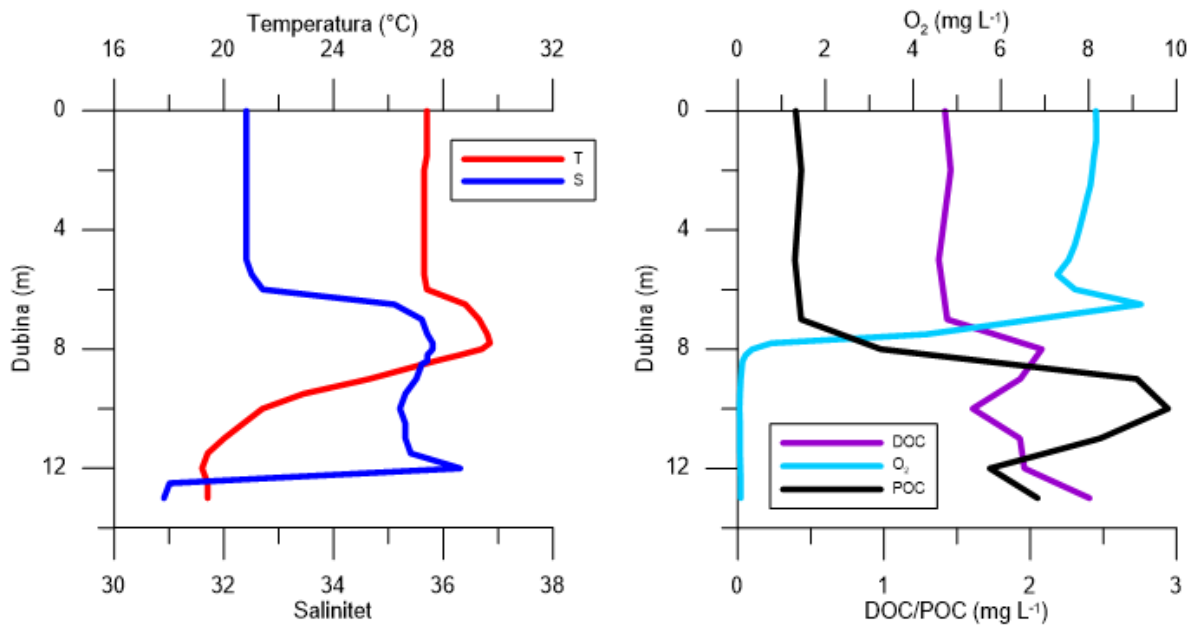 Temperatura (°C)
16 20 24 28 32
0
4
8
12
Dubina (m)
T
S
30 32 34 36 38
Salinitet
O₂ (mg L⁻¹)
0 2 4 6 8 10
0
4
8
12
Dubina (m)
DOC
O₂
POC
0 1 2 3
DOC/POC (mg L⁻¹)